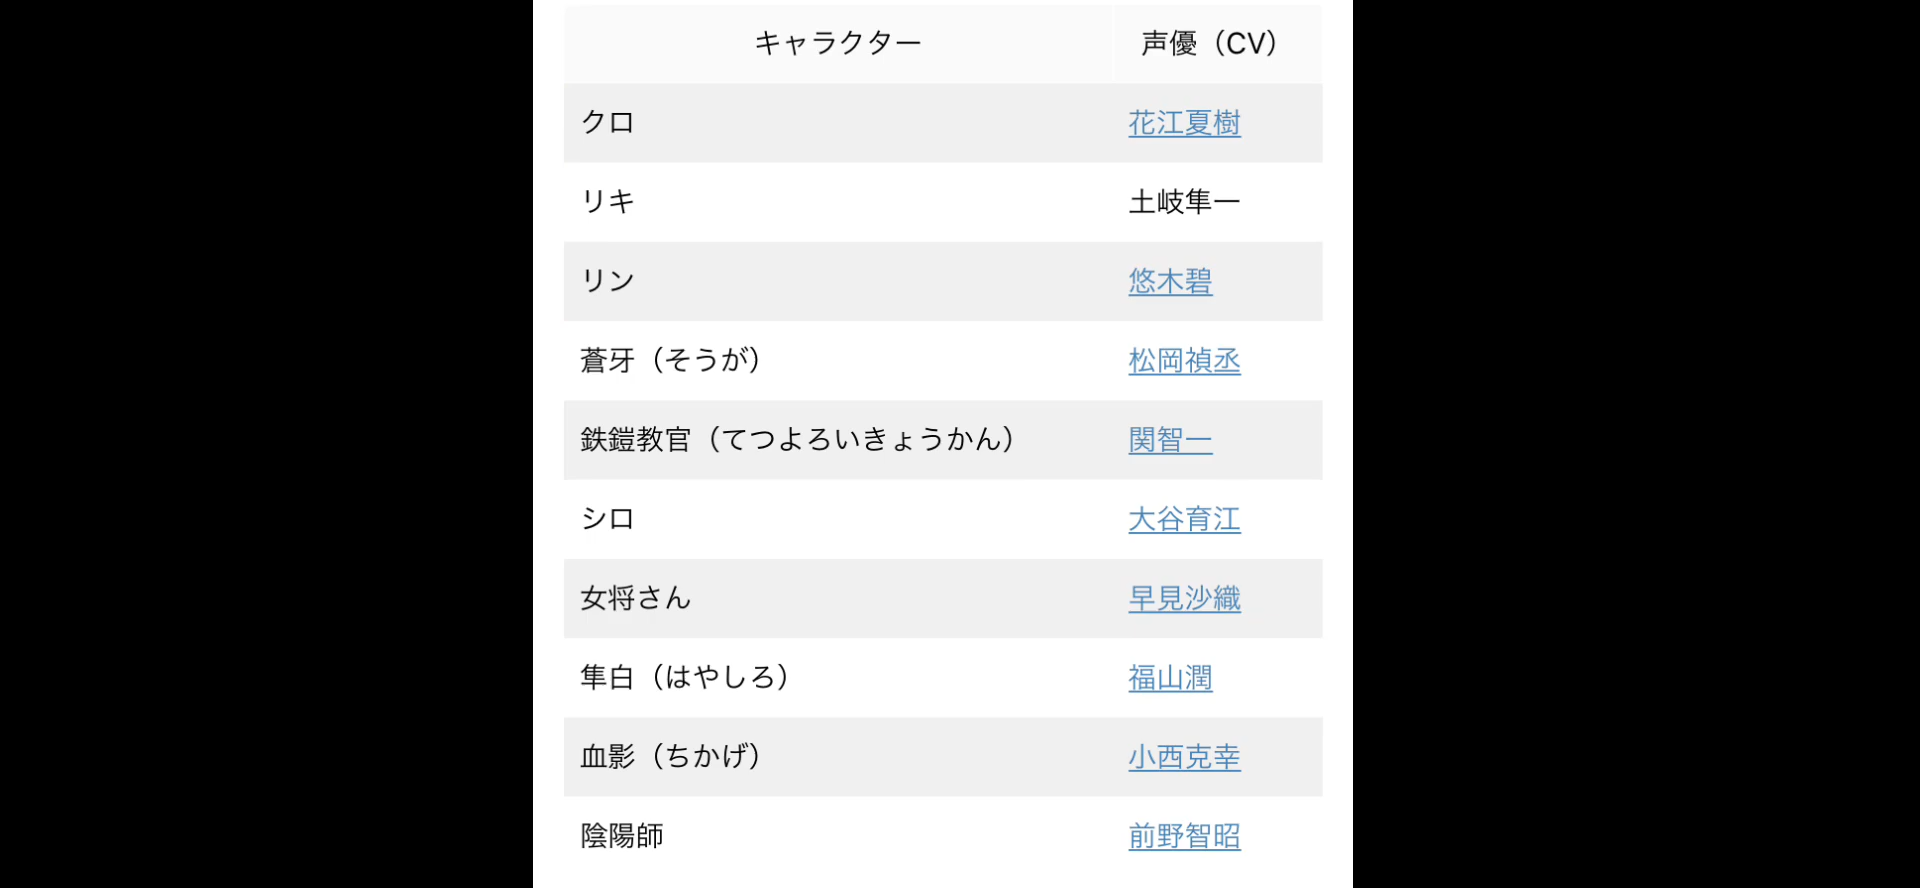 キャラクター 声優（CV）
クロ 花江夏樹
リキ 土岐隼一
リン 悠木碧
蒼牙（そうが） 松岡禎丞
鉄鎧教官（てつよろいきょうかん） 関智一
シロ 大谷育江
女将さん 早見沙織
隼白（はやしろ） 福山潤
血影（ちかげ） 小西克幸
陰陽師 前野智昭